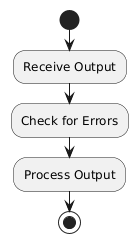 Receive Output
Check for Errors
Process Output